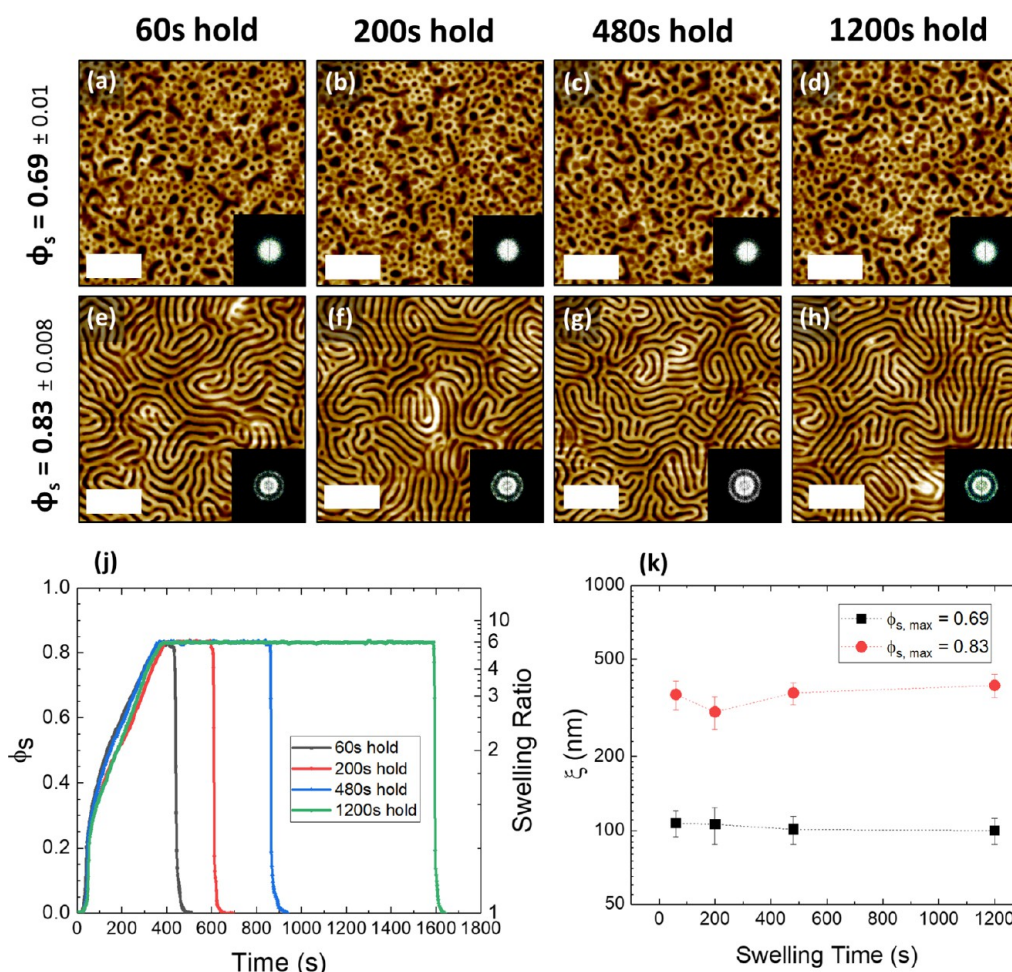 60s hold 200s hold 480s hold 1200s hold
ϕs = 0.69 ± 0.01
(a) (b) (c) (d)
ϕs = 0.83 ± 0.008
(e) (f) (g) (h)
(j)
1.0
0.8
0.6
0.4
0.2
0.0
ϕS
10
6
4
3
2
1
Swelling Ratio
60s hold
200s hold
480s hold
1200s hold
0 200 400 600 800 1000 1200 1400 1600 1800
Time (s)
(k)
1000
500
200
100
50
ξ (nm)
ϕs, max = 0.69
ϕs, max = 0.83
0 200 400 600 800 1000 1200
Swelling Time (s)